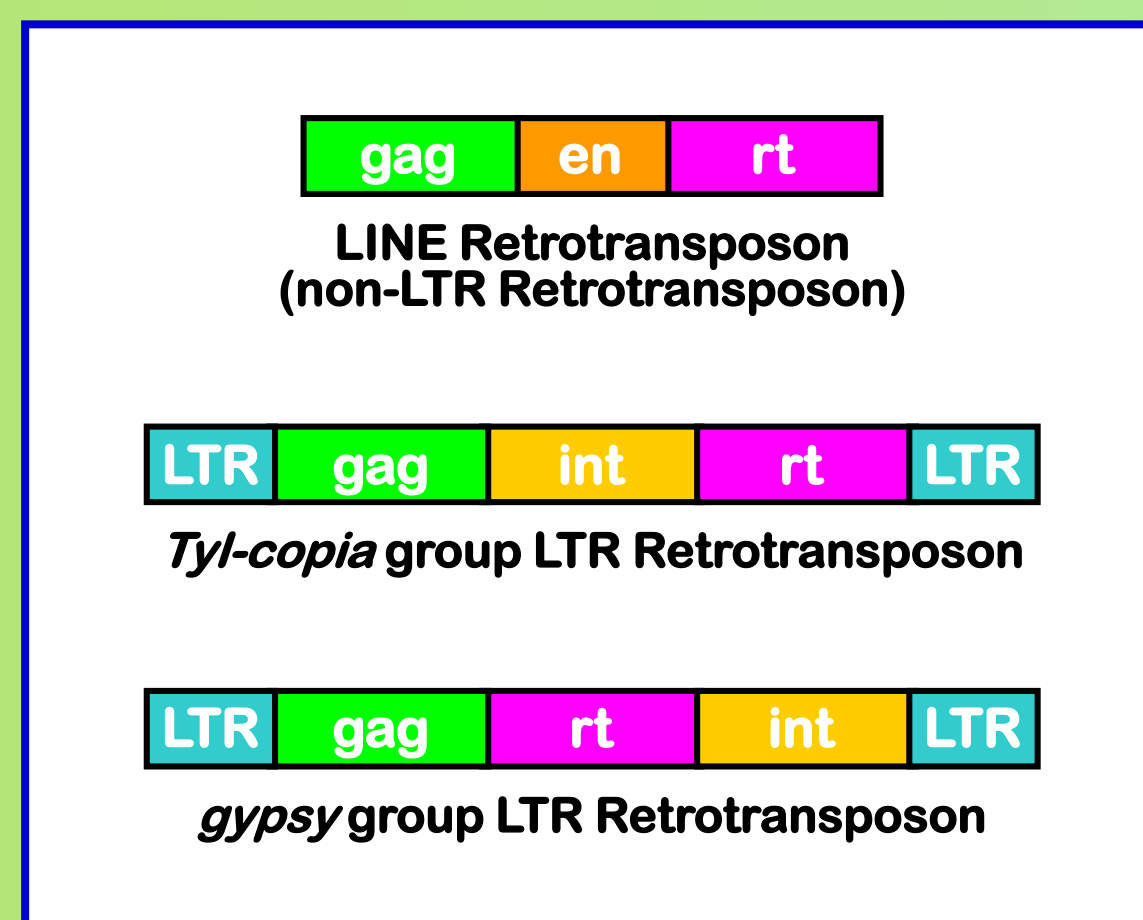 gag en rt
LINE Retrotransposon
(non-LTR Retrotransposon)
LTR gag int rt LTR
Tyl-copia group LTR Retrotransposon
LTR gag rt int LTR
gypsy group LTR Retrotransposon